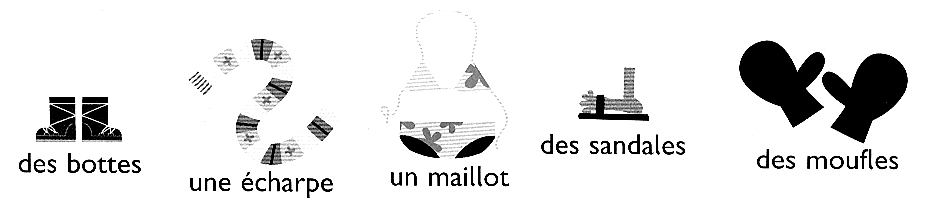 des bottes
une écharpe
un maillot
des sandales
des moufles